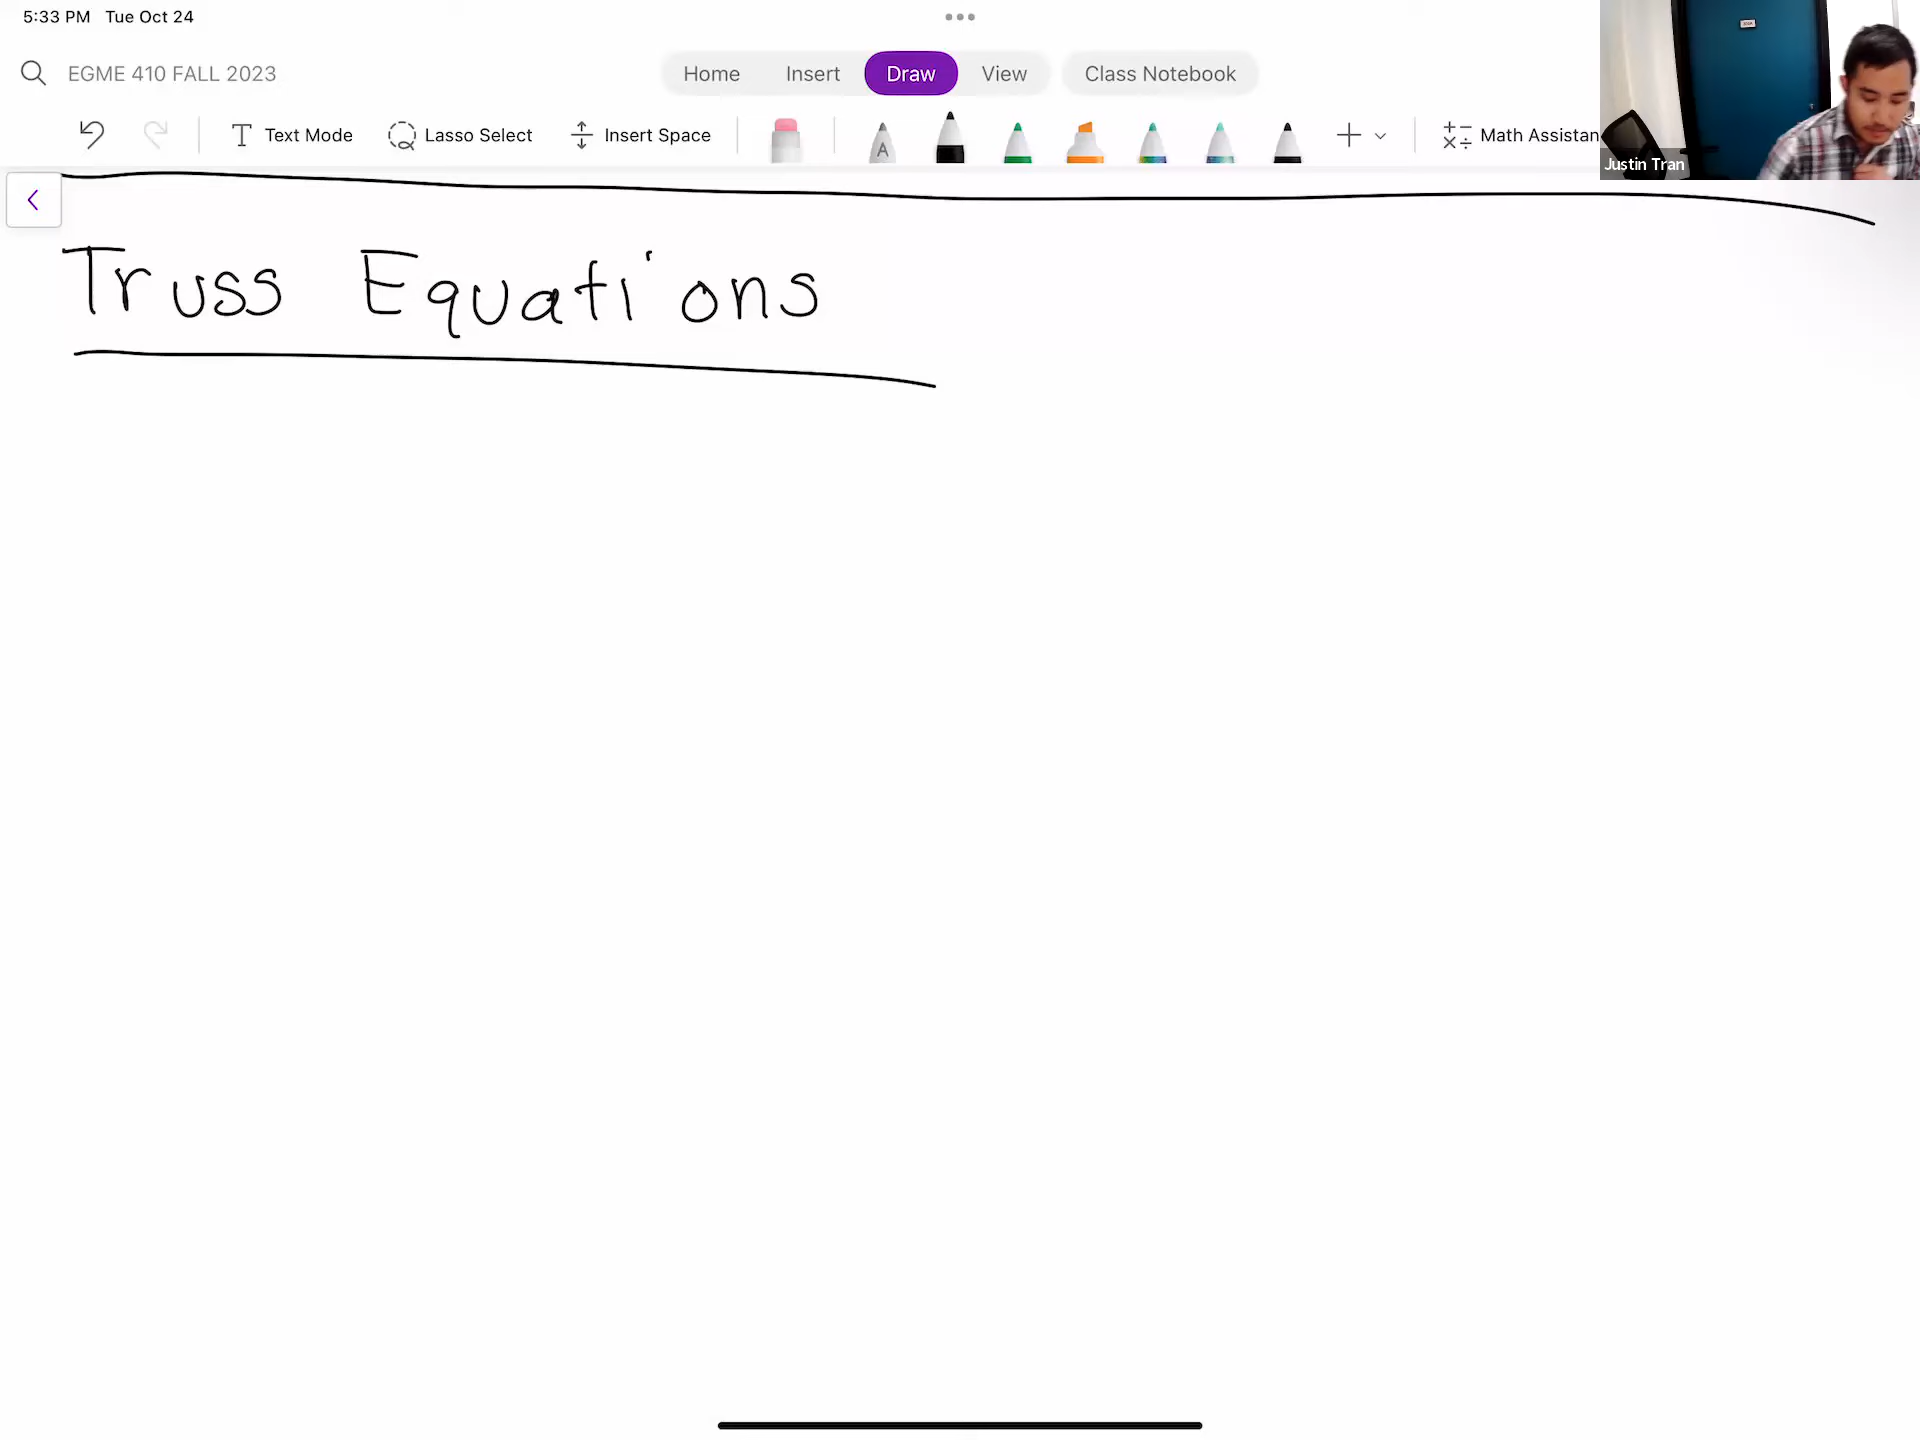 5:33 PM Tue Oct 24
EGME 410 FALL 2023
Home Insert Draw View Class Notebook
Text Mode Lasso Select Insert Space A Math Assistan
Justin Tran
Truss Equations